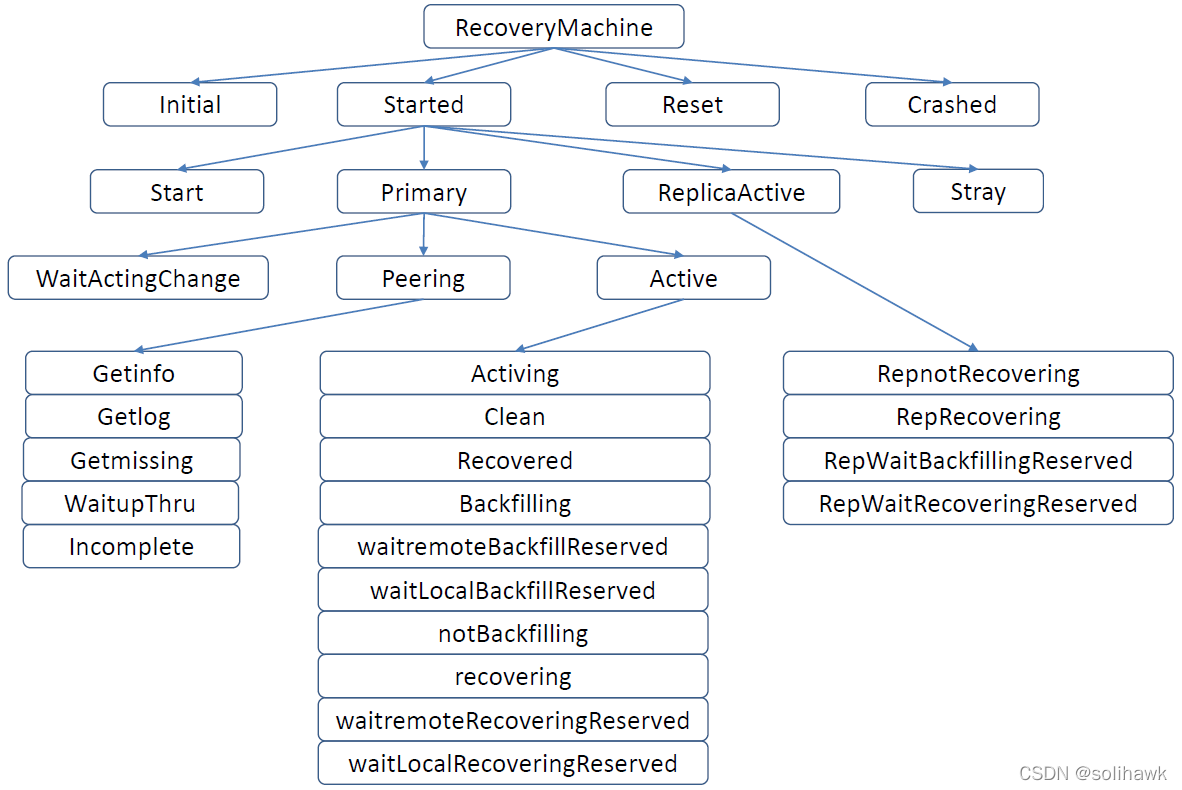 RecoveryMachine
Initial
Started
Reset
Crashed
Start
Primary
ReplicaActive
Stray
WaitActingChange
Peering
Active
Getinfo
Getlog
Getmissing
WaitupThru
Incomplete
Activing
Clean
Recovered
Backfilling
waitremoteBackfillReserved
waitLocalBackfillReserved
notBackfilling
recovering
waitremoteRecoveringReserved
waitLocalRecoveringReserved
RepnotRecovering
RepRecovering
RepWaitBackfillingReserved
RepWaitRecoveringReserved
CSDN @solihawk